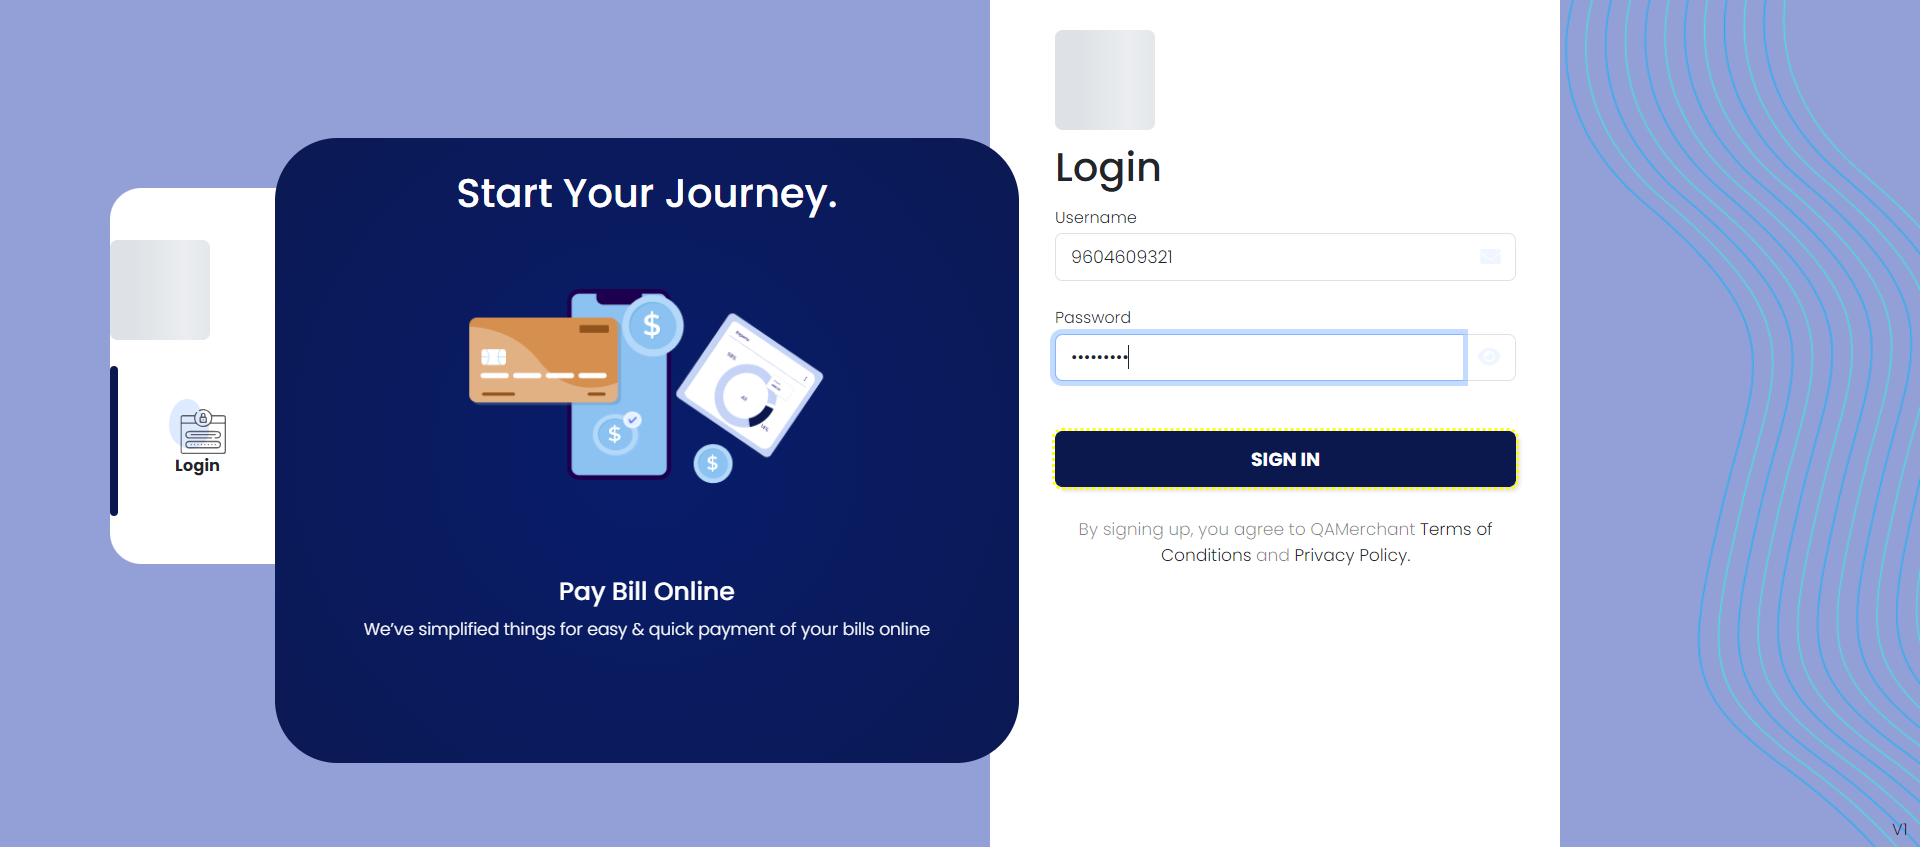 Login
Start Your Journey.
$
$
$
Pay Bill Online
We've simplified things for easy & quick payment of your bills online
Login
Username
9604609321
Password
•••••••••
SIGN IN
By signing up, you agree to QAMerchant Terms of
Conditions and Privacy Policy.
V1